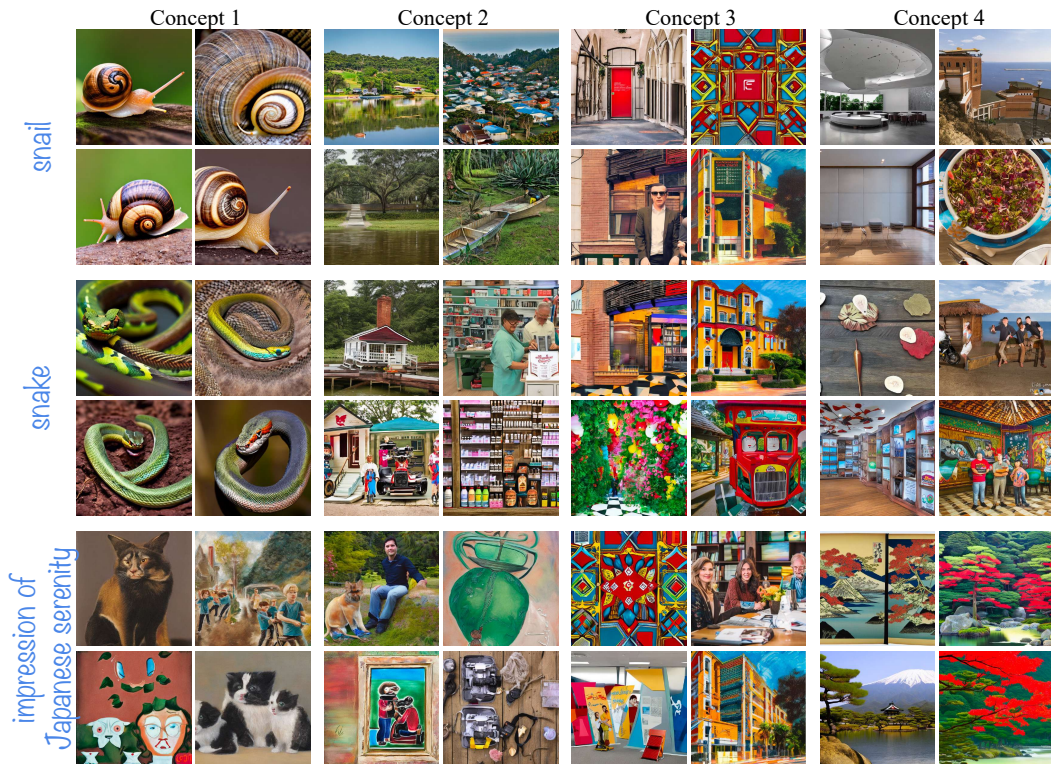 Concept 1
Concept 2
Concept 3
Concept 4
snail
snake
impression of
Japanese serenity